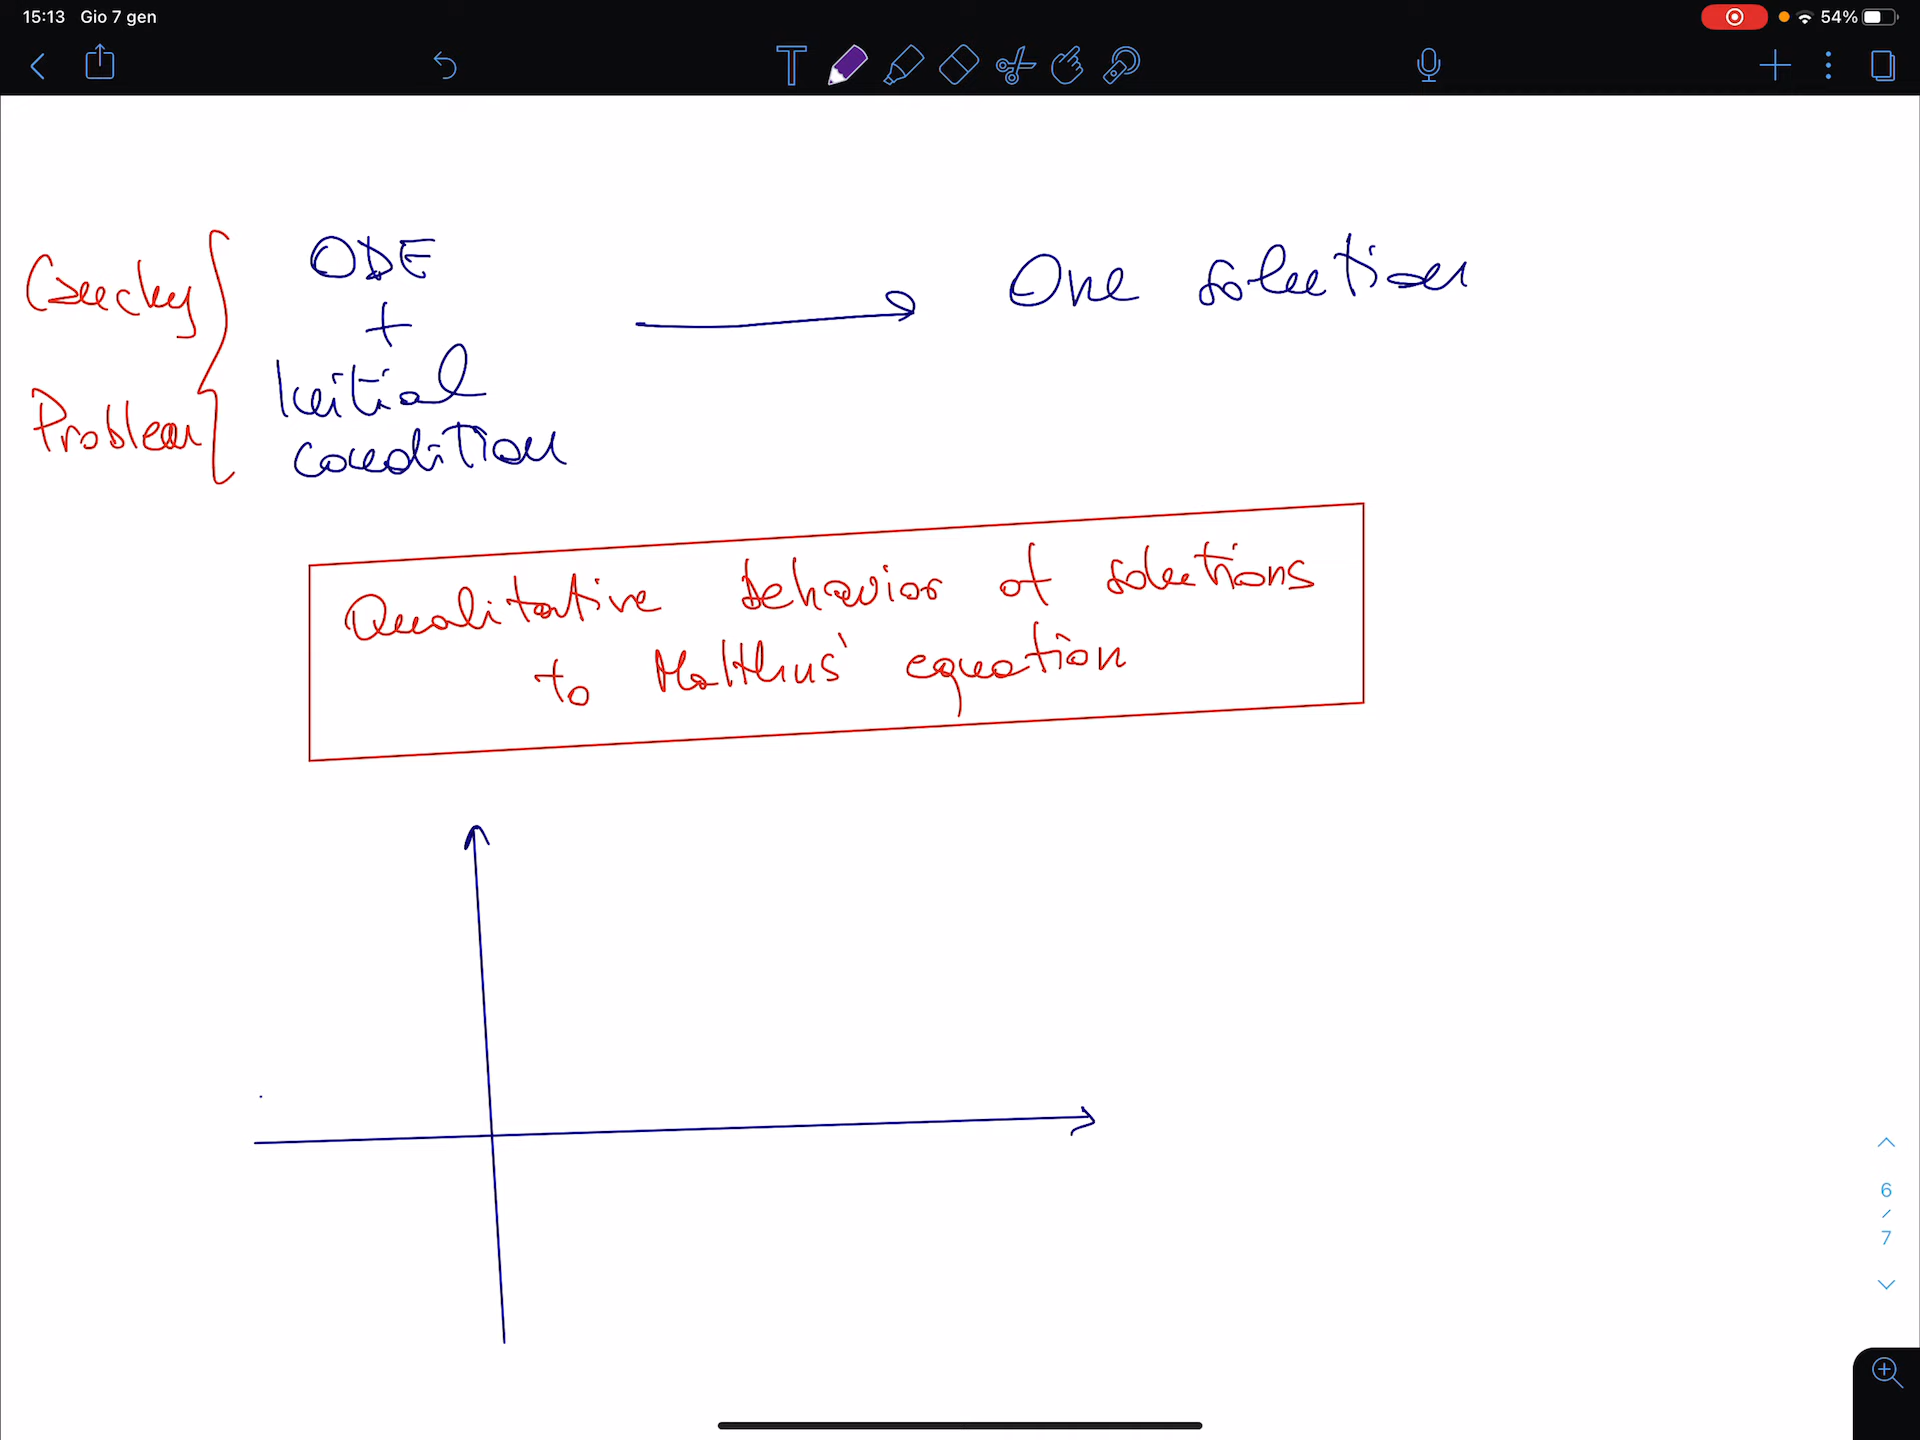 15:13 Gio 7 gen
54%
Cauchy
Problem
ODE
+
Initial
condition
One solution
Qualitative behavior of solutions
to Malthus' equation
6
/
7